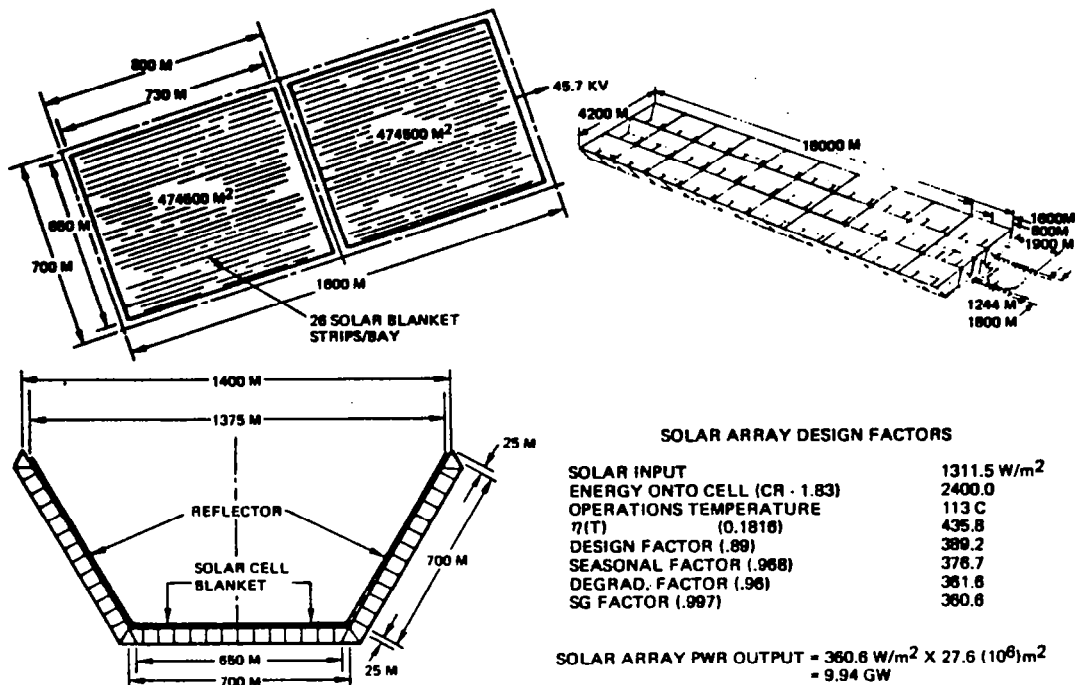 800 M
730 M
45.7 KV
474500 M²
474500 M²
650 M
700 M
1600 M
26 SOLAR BLANKET
STRIPS/BAY
4200 M
16000 M
1600M
800M
1900 M
1244 M
1800 M
1400 M
1375 M
25 M
REFLECTOR
SOLAR CELL
BLANKET
700 M
650 M
700 M
25 M
SOLAR ARRAY DESIGN FACTORS
SOLAR INPUT 1311.5 W/m²
ENERGY ONTO CELL (CR - 1.83) 2400.0
OPERATIONS TEMPERATURE 113 C
η(T) (0.1816) 435.8
DESIGN FACTOR (.89) 389.2
SEASONAL FACTOR (.968) 376.7
DEGRAD. FACTOR (.96) 361.6
SG FACTOR (.997) 360.6
SOLAR ARRAY PWR OUTPUT = 360.6 W/m² X 27.6 (10⁶)m²
= 9.94 GW